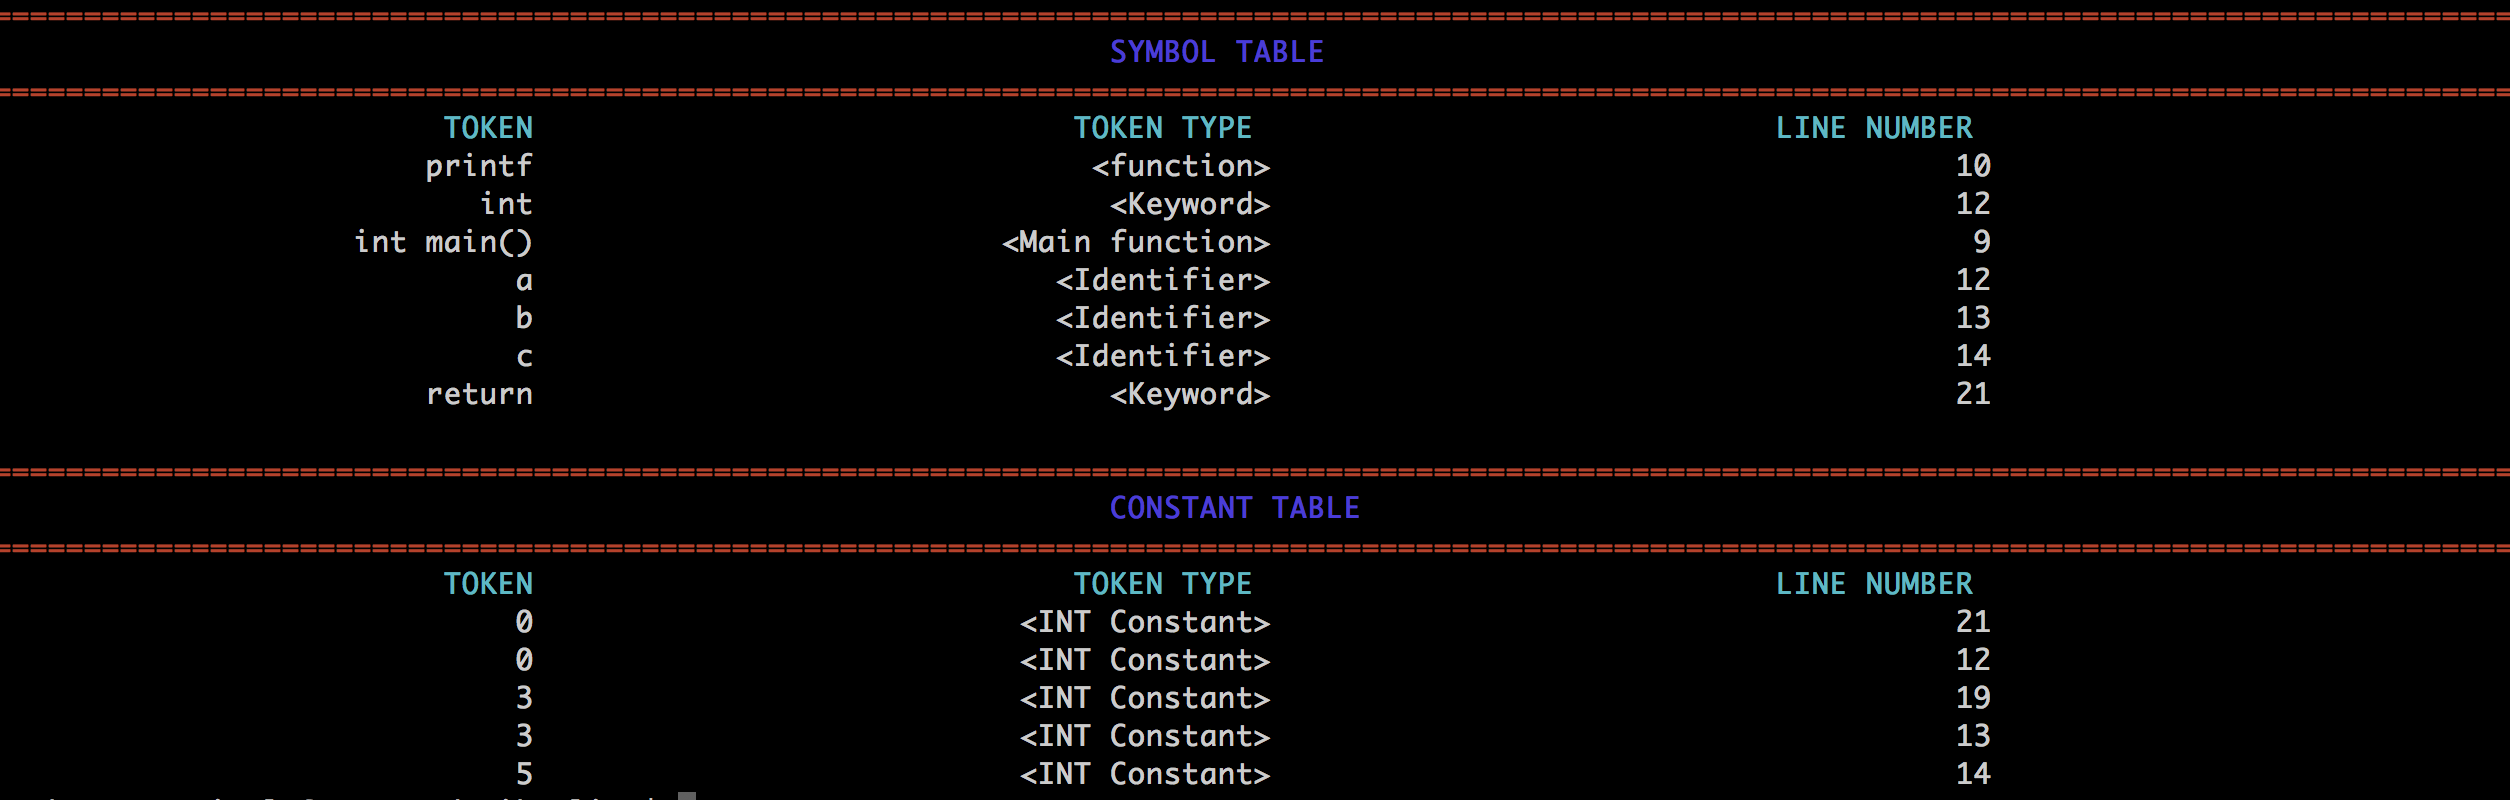 SYMBOL TABLE
TOKEN TOKEN TYPE LINE NUMBER
printf <function> 10
int <Keyword> 12
int main() <Main function> 9
a <Identifier> 12
b <Identifier> 13
c <Identifier> 14
return <Keyword> 21
CONSTANT TABLE
TOKEN TOKEN TYPE LINE NUMBER
0 <INT Constant> 21
0 <INT Constant> 12
3 <INT Constant> 19
3 <INT Constant> 13
5 <INT Constant> 14